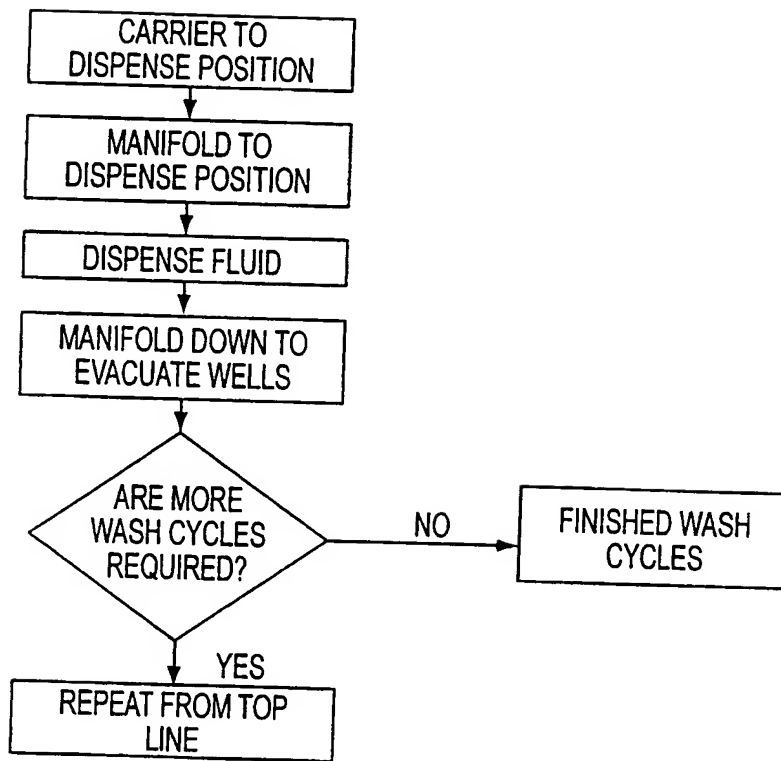 CARRIER TO
DISPENSE POSITION
MANIFOLD TO
DISPENSE POSITION
DISPENSE FLUID
MANIFOLD DOWN TO
EVACUATE WELLS
ARE MORE
WASH CYCLES
REQUIRED?
NO
FINISHED WASH
CYCLES
YES
REPEAT FROM TOP
LINE